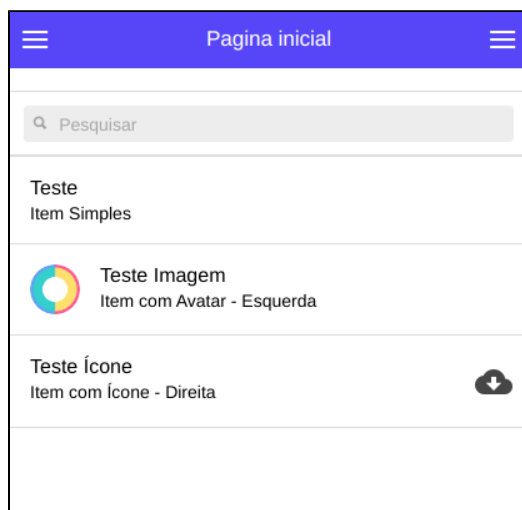 Pagina inicial
Pesquisar
Teste
Item Simples
Teste Imagem
Item com Avatar - Esquerda
Teste Ícone
Item com Ícone - Direita